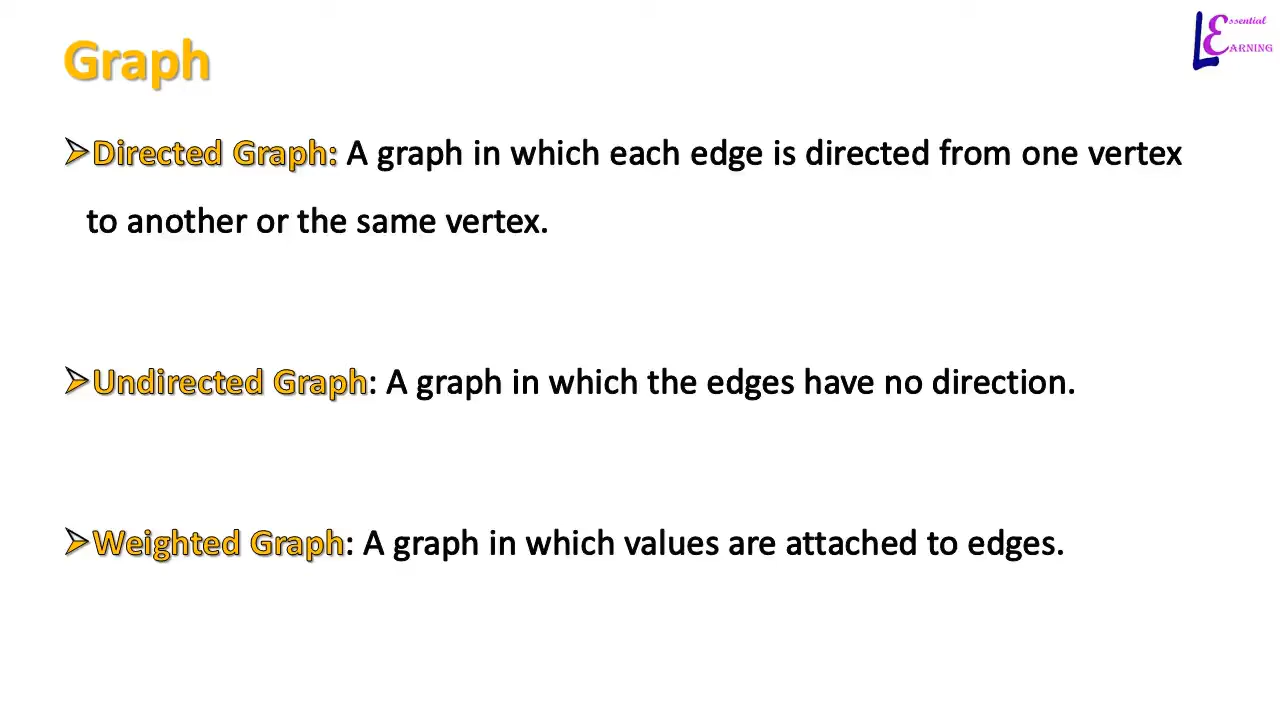 Graph
Essential
LEarning
➢Directed Graph: A graph in which each edge is directed from one vertex
to another or the same vertex.
➢Undirected Graph: A graph in which the edges have no direction.
➢Weighted Graph: A graph in which values are attached to edges.